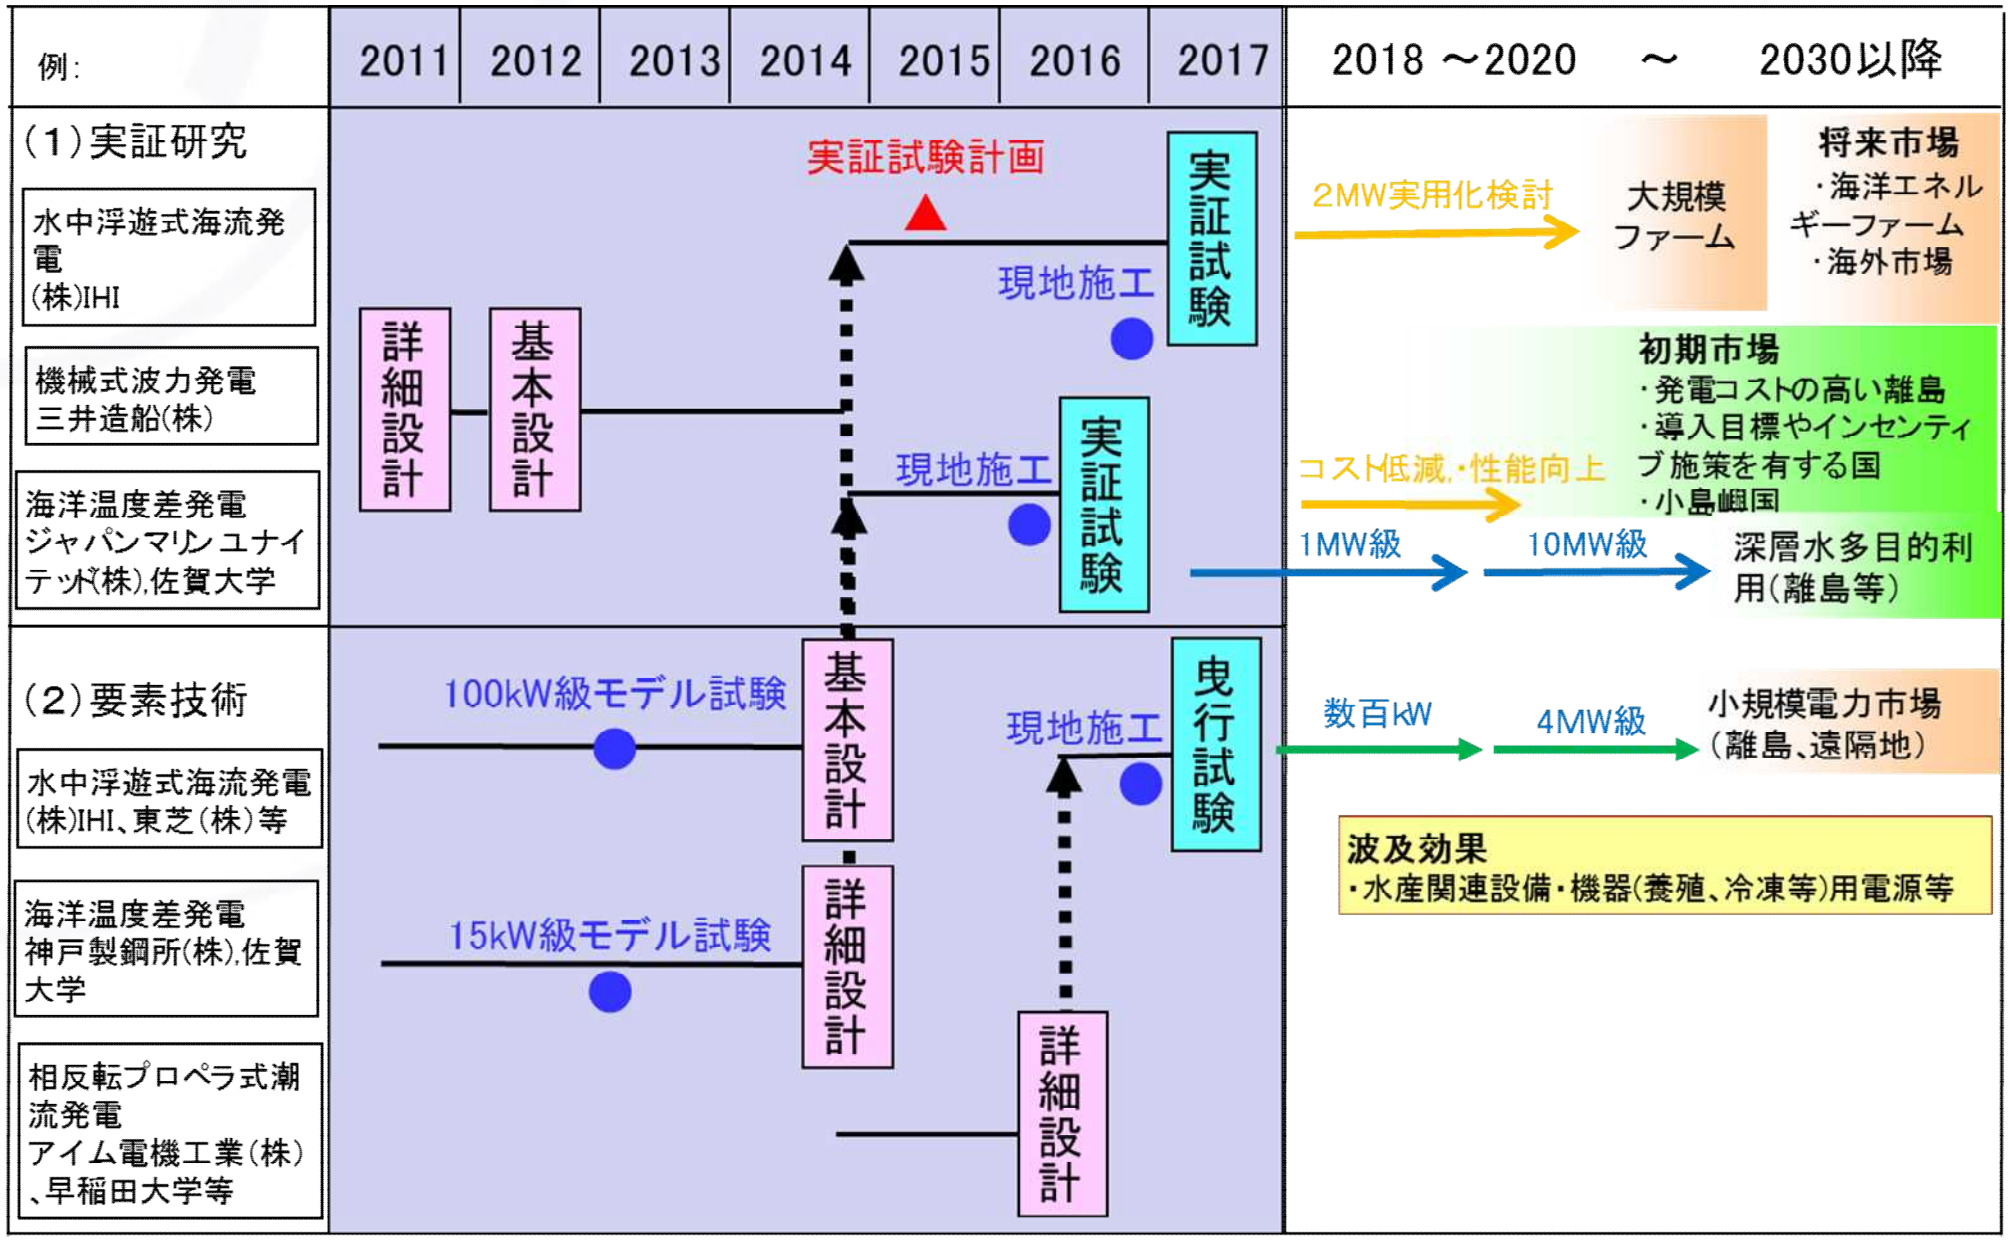 例:
2011
2012
2013
2014
2015
2016
2017
2018 ～2020 ～ 2030以降
(1)実証研究
水中浮遊式海流発
電
(株)IHI
機械式波力発電
三井造船(株)
海洋温度差発電
ジャパンマリンユナイ
テッド(株),佐賀大学
詳細設計
基本設計
実証試験計画
現地施工
実証試験
現地施工
実証試験
2MW実用化検討
大規模
ファーム
将来市場
・海洋エネル
ギーファーム
・海外市場
初期市場
・発電コストの高い離島
・導入目標やインセンティ
ブ施策を有する国
・小島嶼国
コスト低減,・性能向上
1MW級
10MW級
深層水多目的利
用(離島等)
(2)要素技術
水中浮遊式海流発電
(株)IHI、東芝(株)等
海洋温度差発電
神戸製鋼所(株),佐賀
大学
相反転プロペラ式潮
流発電
アイム電機工業(株)
、早稲田大学等
100kW級モデル試験
基本設計
15kW級モデル試験
詳細設計
現地施工
曳行試験
詳細設計
数百kW
4MW級
小規模電力市場
(離島、遠隔地)
波及効果
・水産関連設備・機器(養殖、冷凍等)用電源等